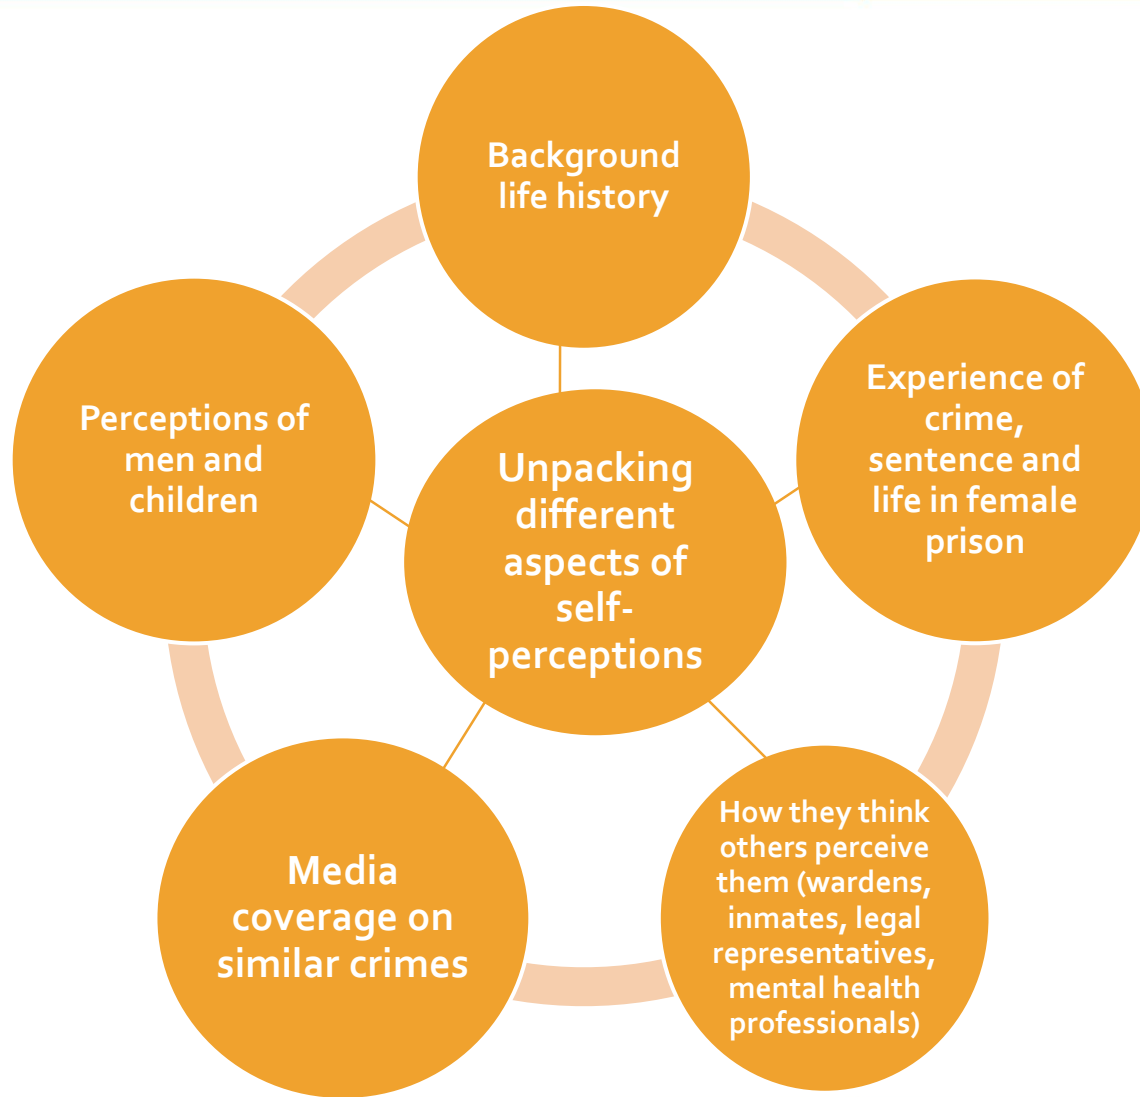 Background
life history
Experience of
crime,
sentence and
life in female
prison
How they think
others perceive
them (wardens,
inmates, legal
representatives,
mental health
professionals)
Media
coverage on
similar crimes
Perceptions of
men and
children
Unpacking
different
aspects of
self-
perceptions